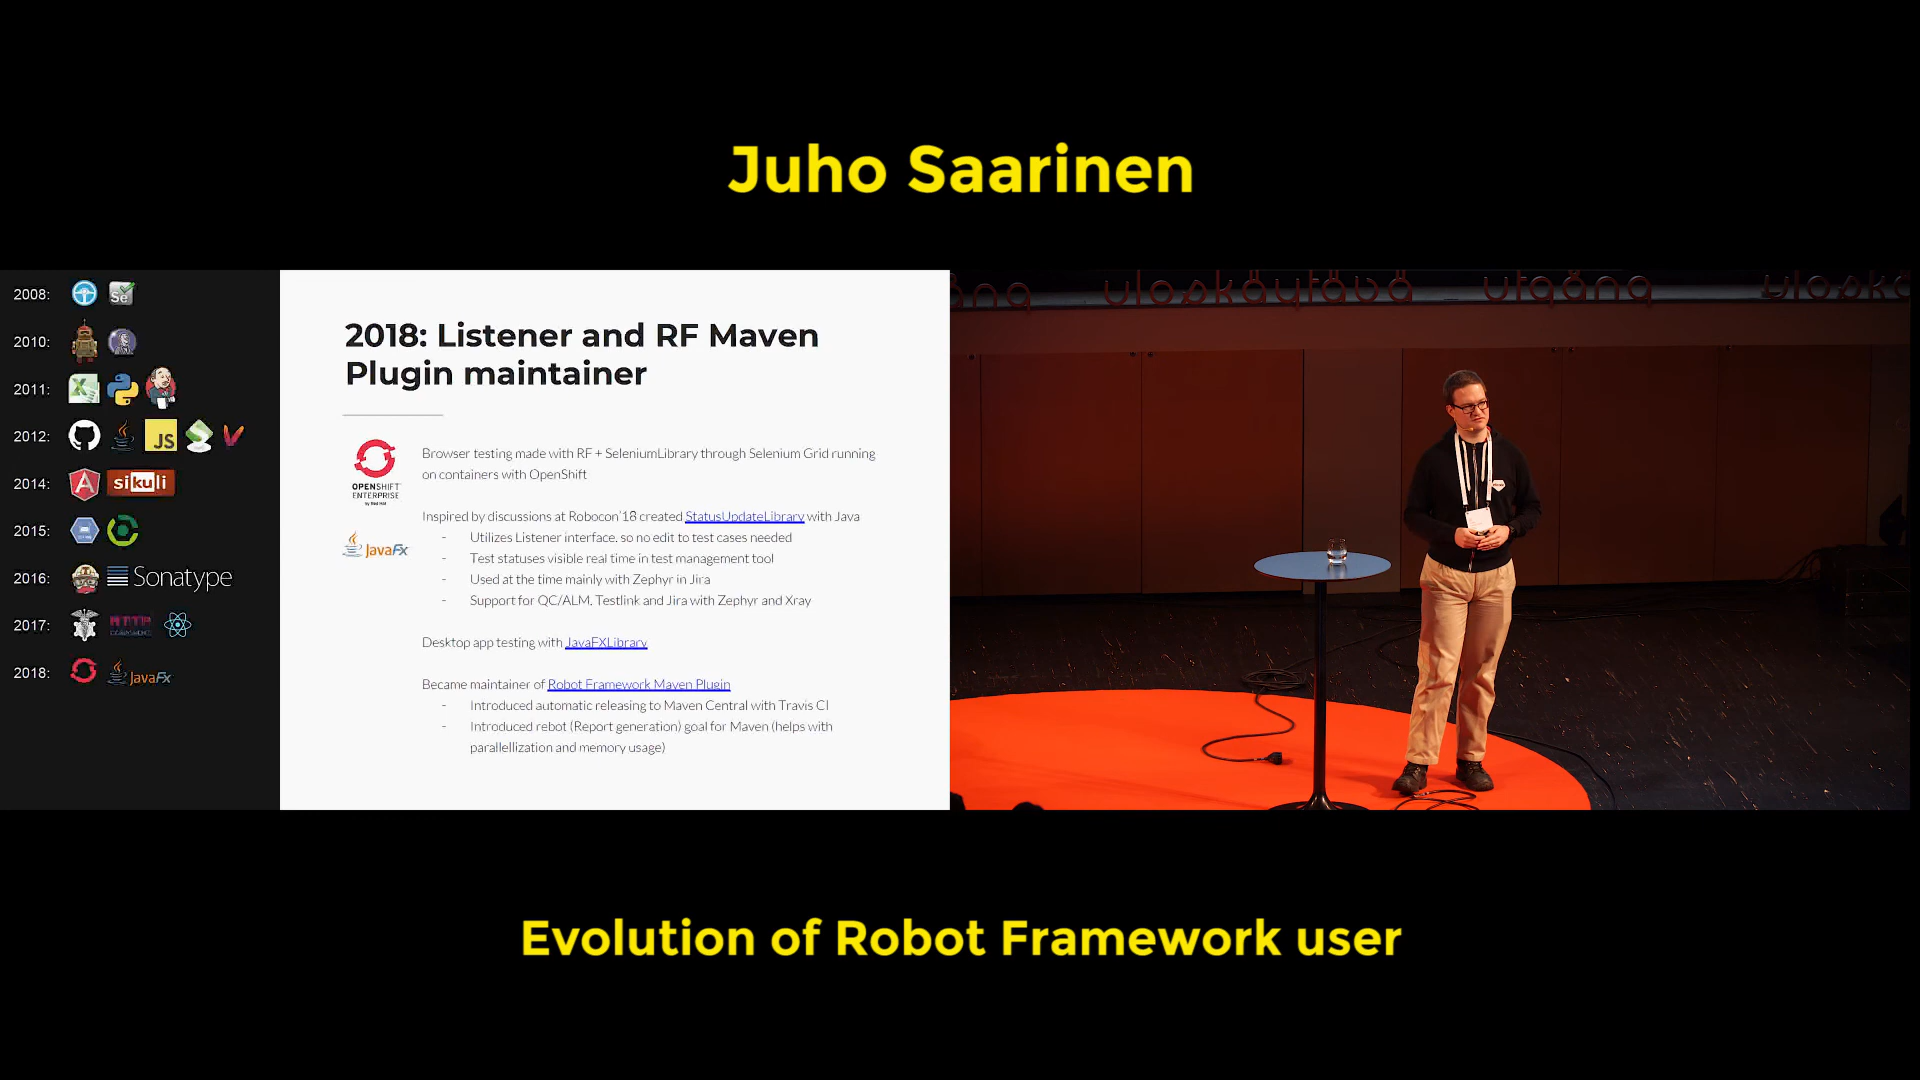 Juho Saarinen
2008:
Se
2010:
2011:
2012:
JS
2014:
sikuli
2015:
2016:
Sonatype
2017:
HTTP
2018:
JavaFx
2018: Listener and RF Maven
Plugin maintainer
OPENSHIFT
ENTERPRISE
by Red Hat
JavaFx
Browser testing made with RF + SeleniumLibrary through Selenium Grid running
on containers with OpenShift
Inspired by discussions at Robocon'18 created StatusUpdateLibrary with Java
- Utilizes Listener interface, so no edit to test cases needed
- Test statuses visible real time in test management tool
- Used at the time mainly with Zephyr in Jira
- Support for QC/ALM, Testlink and Jira with Zephyr and Xray
Desktop app testing with JavaFXLibrary
Became maintainer of Robot Framework Maven Plugin
- Introduced automatic releasing to Maven Central with Travis CI
- Introduced rebot (Report generation) goal for Maven (helps with
parallellization and memory usage)
Evolution of Robot Framework user